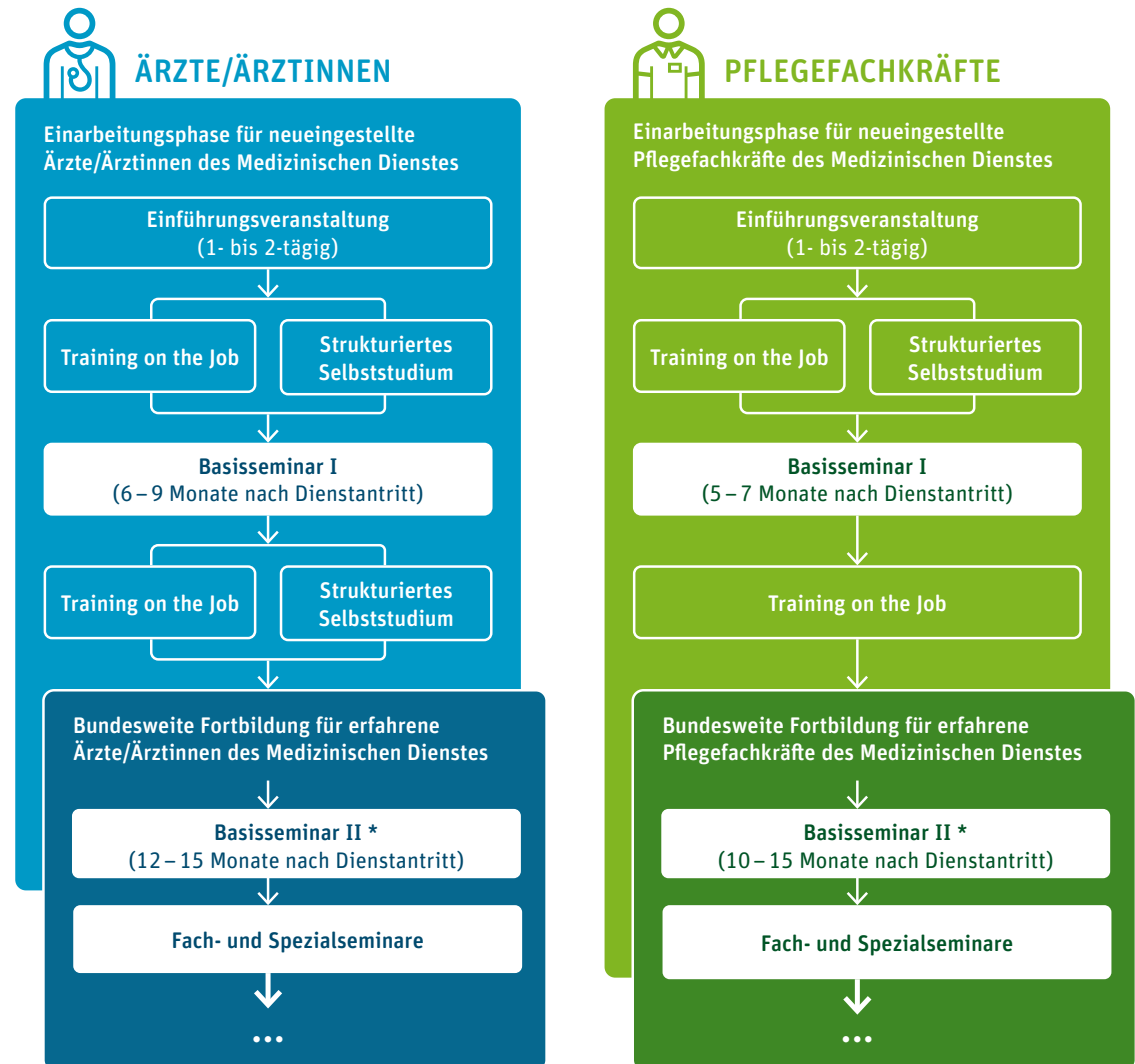 ÄRZTE/ÄRZTINNEN
Einarbeitungsphase für neueingestellte
Ärzte/Ärztinnen des Medizinischen Dienstes
Einführungsveranstaltung
(1- bis 2-tägig)
Training on the Job
Strukturiertes
Selbststudium
Basisseminar I
(6 – 9 Monate nach Dienstantritt)
Training on the Job
Strukturiertes
Selbststudium
Bundesweite Fortbildung für erfahrene
Ärzte/Ärztinnen des Medizinischen Dienstes
Basisseminar II *
(12 – 15 Monate nach Dienstantritt)
Fach- und Spezialseminare
...
PFLEGEFACHKRÄFTE
Einarbeitungsphase für neueingestellte
Pflegefachkräfte des Medizinischen Dienstes
Einführungsveranstaltung
(1- bis 2-tägig)
Training on the Job
Strukturiertes
Selbststudium
Basisseminar I
(5 – 7 Monate nach Dienstantritt)
Training on the Job
Bundesweite Fortbildung für erfahrene
Pflegefachkräfte des Medizinischen Dienstes
Basisseminar II *
(10 – 15 Monate nach Dienstantritt)
Fach- und Spezialseminare
...